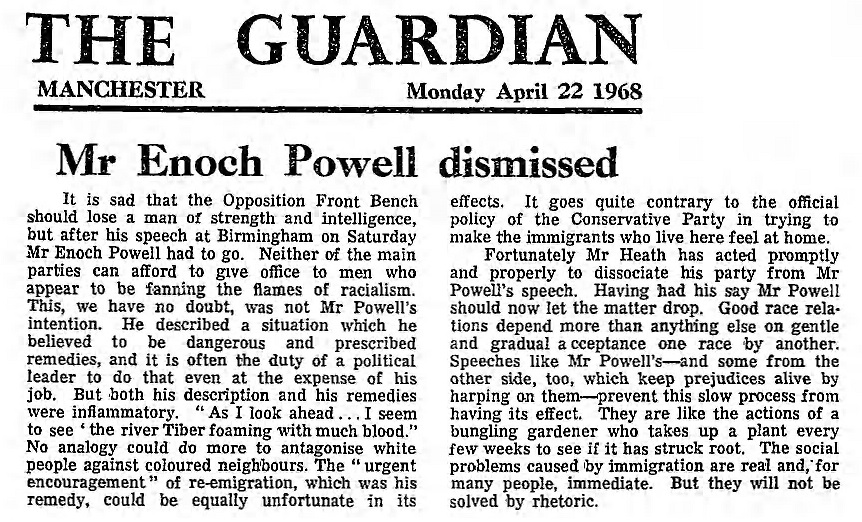 THE GUARDIAN
MANCHESTER Monday April 22 1968
Mr Enoch Powell dismissed
It is sad that the Opposition Front Bench
should lose a man of strength and intelligence,
but after his speech at Birmingham on Saturday
Mr Enoch Powell had to go. Neither of the main
parties can afford to give office to men who
appear to be fanning the flames of racialism.
This, we have no doubt, was not Mr Powell's
intention. He described a situation which he
believed to be dangerous and prescribed
remedies, and it is often the duty of a political
leader to do that even at the expense of his
job. But both his description and his remedies
were inflammatory. " As I look ahead . . . I seem
to see ' the river Tiber foaming with much blood."
No analogy could do more to antagonise white
people against coloured neighbours. The " urgent
encouragement " of re-emigration, which was his
remedy, could be equally unfortunate in its
effects. It goes quite contrary to the official
policy of the Conservative Party in trying to
make the immigrants who live here feel at home.
Fortunately Mr Heath has acted promptly
and properly to dissociate his party from Mr
Powell's speech. Having had his say Mr Powell
should now let the matter drop. Good race rela-
tions depend more than anything else on gentle
and gradual acceptance one race by another.
Speeches like Mr Powell's—and some from the
other side, too, which keep prejudices alive by
harping on them—prevent this slow process from
having its effect. They are like the actions of a
bungling gardener who takes up a plant every
few weeks to see if it has struck root. The social
problems caused by immigration are real and, for
many people, immediate. But they will not be
solved by rhetoric.